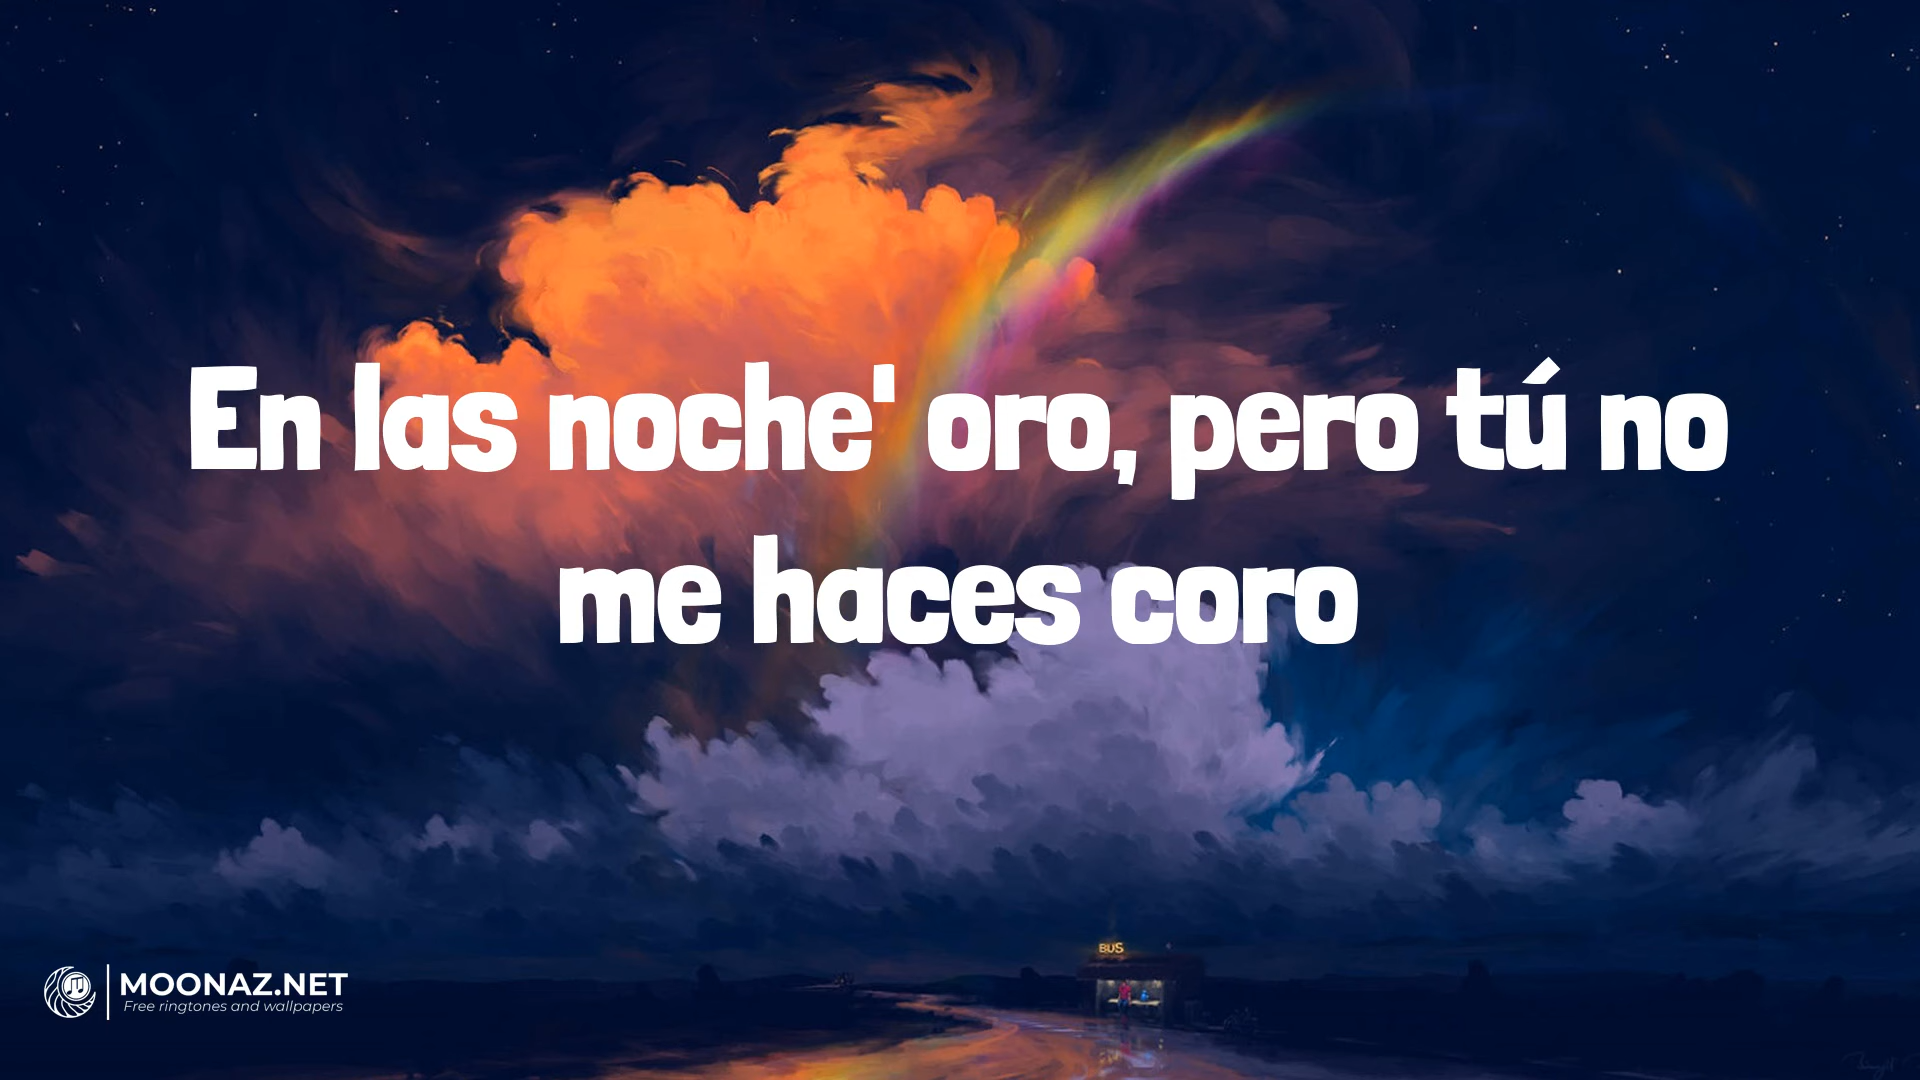 En las noche' oro, pero tú no
me haces coro
BUS
MOONAZ.NET
Free ringtones and wallpapers